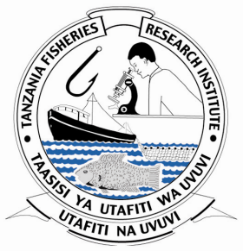 • TANZANIA FISHERIES RESEARCH INSTITUTE •
TAASISI YA UTAFITI WA UVUVI
UTAFITI NA UVUVI